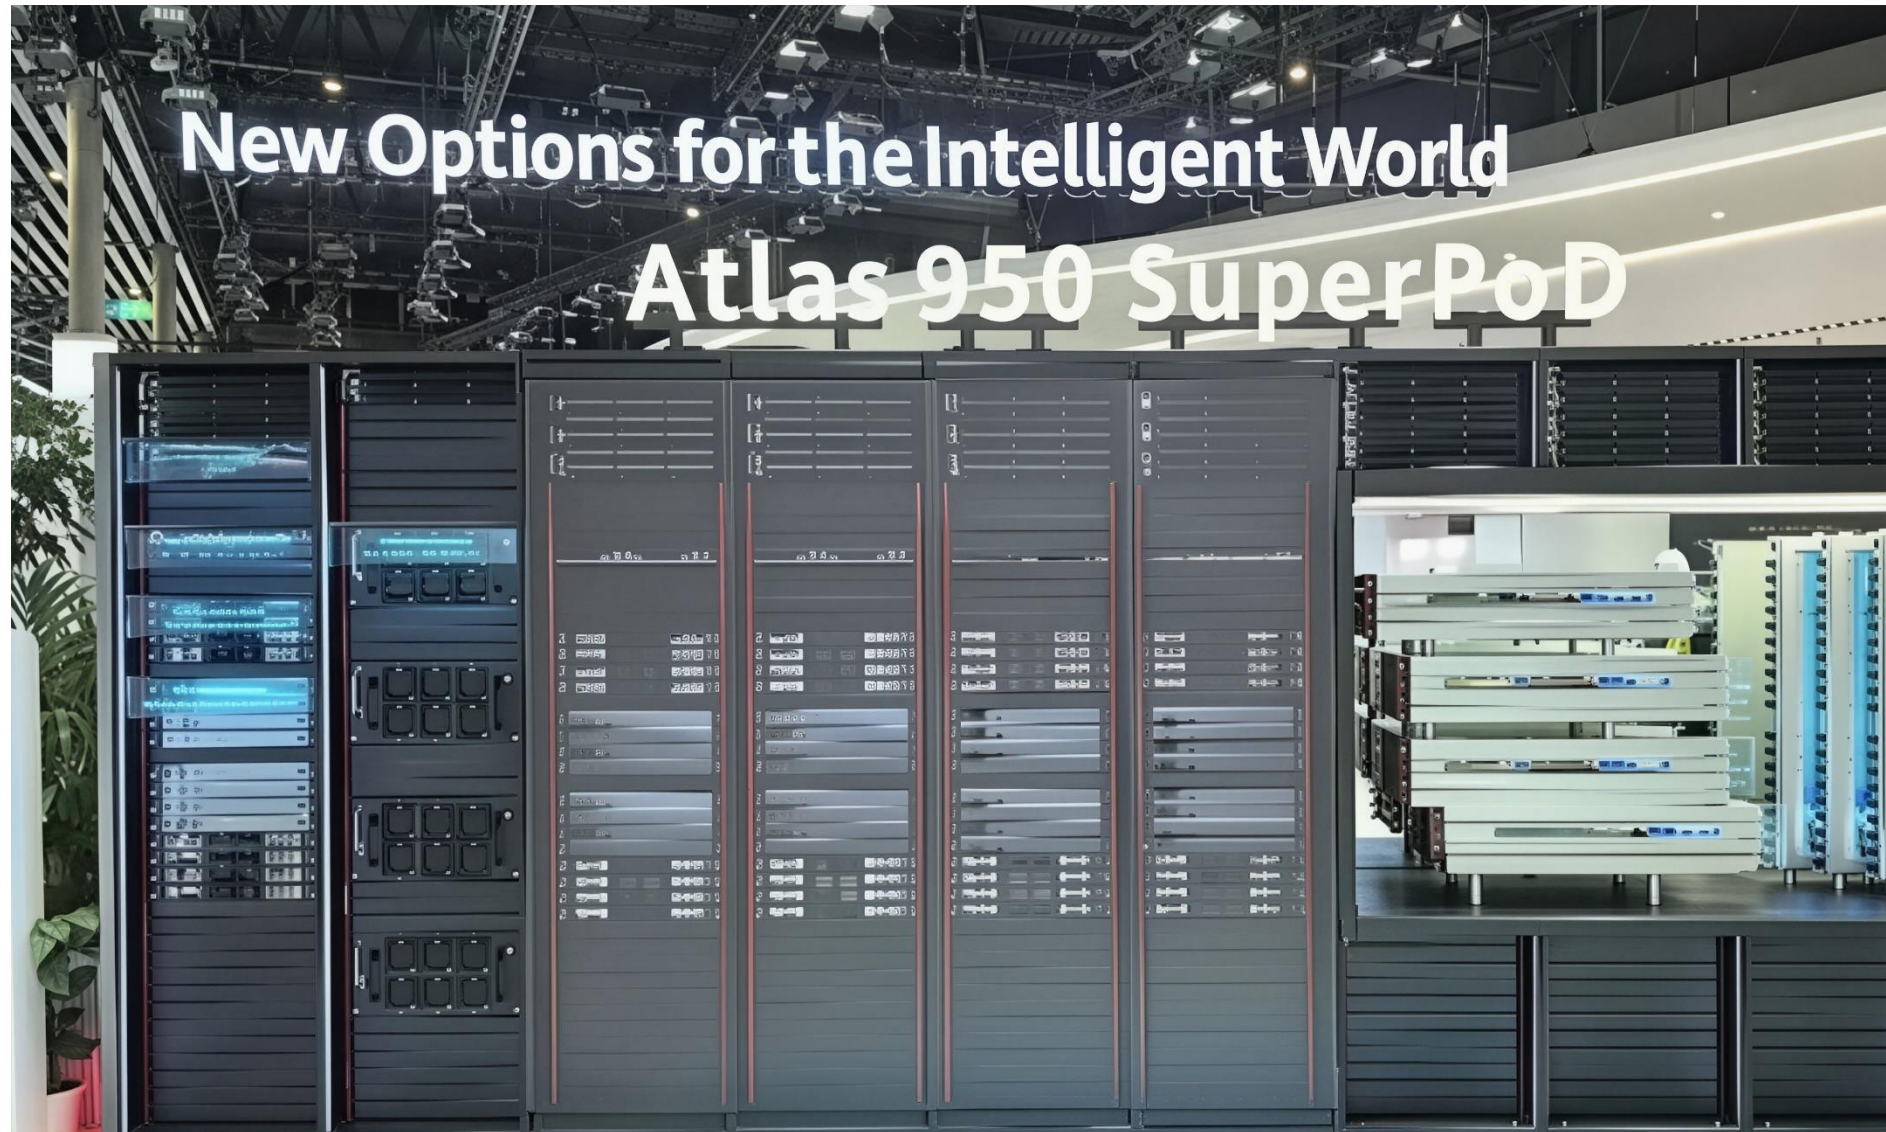 New Options for the Intelligent World
Atlas 950 SuperPoD